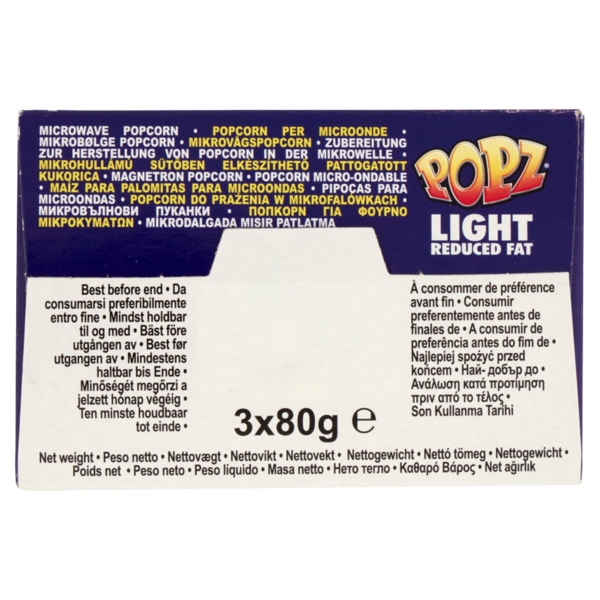 MICROWAVE POPCORN • POPCORN PER MICROONDE •
MIKROBØLGE POPCORN • MIKROVÅGSPOPCORN • ZUBEREITUNG
ZUR HERSTELLUNG VON POPCORN IN DER MIKROWELLE •
MIKROHULLÁMÚ SÜTŐBEN ELKÉSZÍTHETŐ PATTOGATOTT
KUKORICA • MAGNETRON POPCORN • POPCORN MICRO-ONDABLE
• MAIZ PARA PALOMITAS PARA MICROONDAS • PIPOÇAS PARA
MICROONDAS • POPCORN DO PRAŻENIA W MIKROFALÓWKACH •
МИКРОВЪЛНОВИ ПУКАНКИ • ΠΟΠΚΟΡΝ ΓΙΑ ΦΟΥΡΝΟ
ΜΙΚΡΟΚΥΜΑΤΩΝ • MIKRODALGADA MISIR PATLATMA
POPZ®
LIGHT
REDUCED FAT
Best before end • Da
consumarsi preferibilmente
entro fine • Mindst holdbar
til og med • Bäst före
utgången av • Best før
utgangen av • Mindestens
haltbar bis Ende •
Minőségét megőrzi a
jelzett hónap végéig •
Ten minste houdbaar
tot einde •
À consommer de préférence
avant fin • Consumir
preferentemente antes de
finales de • A consumir de
preferência antes do fim de •
Najlepiej spożyć przed
końcem • Най- добър до •
Ανάλωση κατά προτίμηση
πριν από το τέλος •
Son Kullanma Tarihi
3x80g ℮
Net weight • Peso netto • Nettovægt • Nettovikt • Nettovekt • Nettogewicht • Nettó tömeg • Nettogewicht •
Poids net • Peso neto • Peso líquido • Masa netto • Нето тегло • Καθαρό Βάρος • Net ağırlık